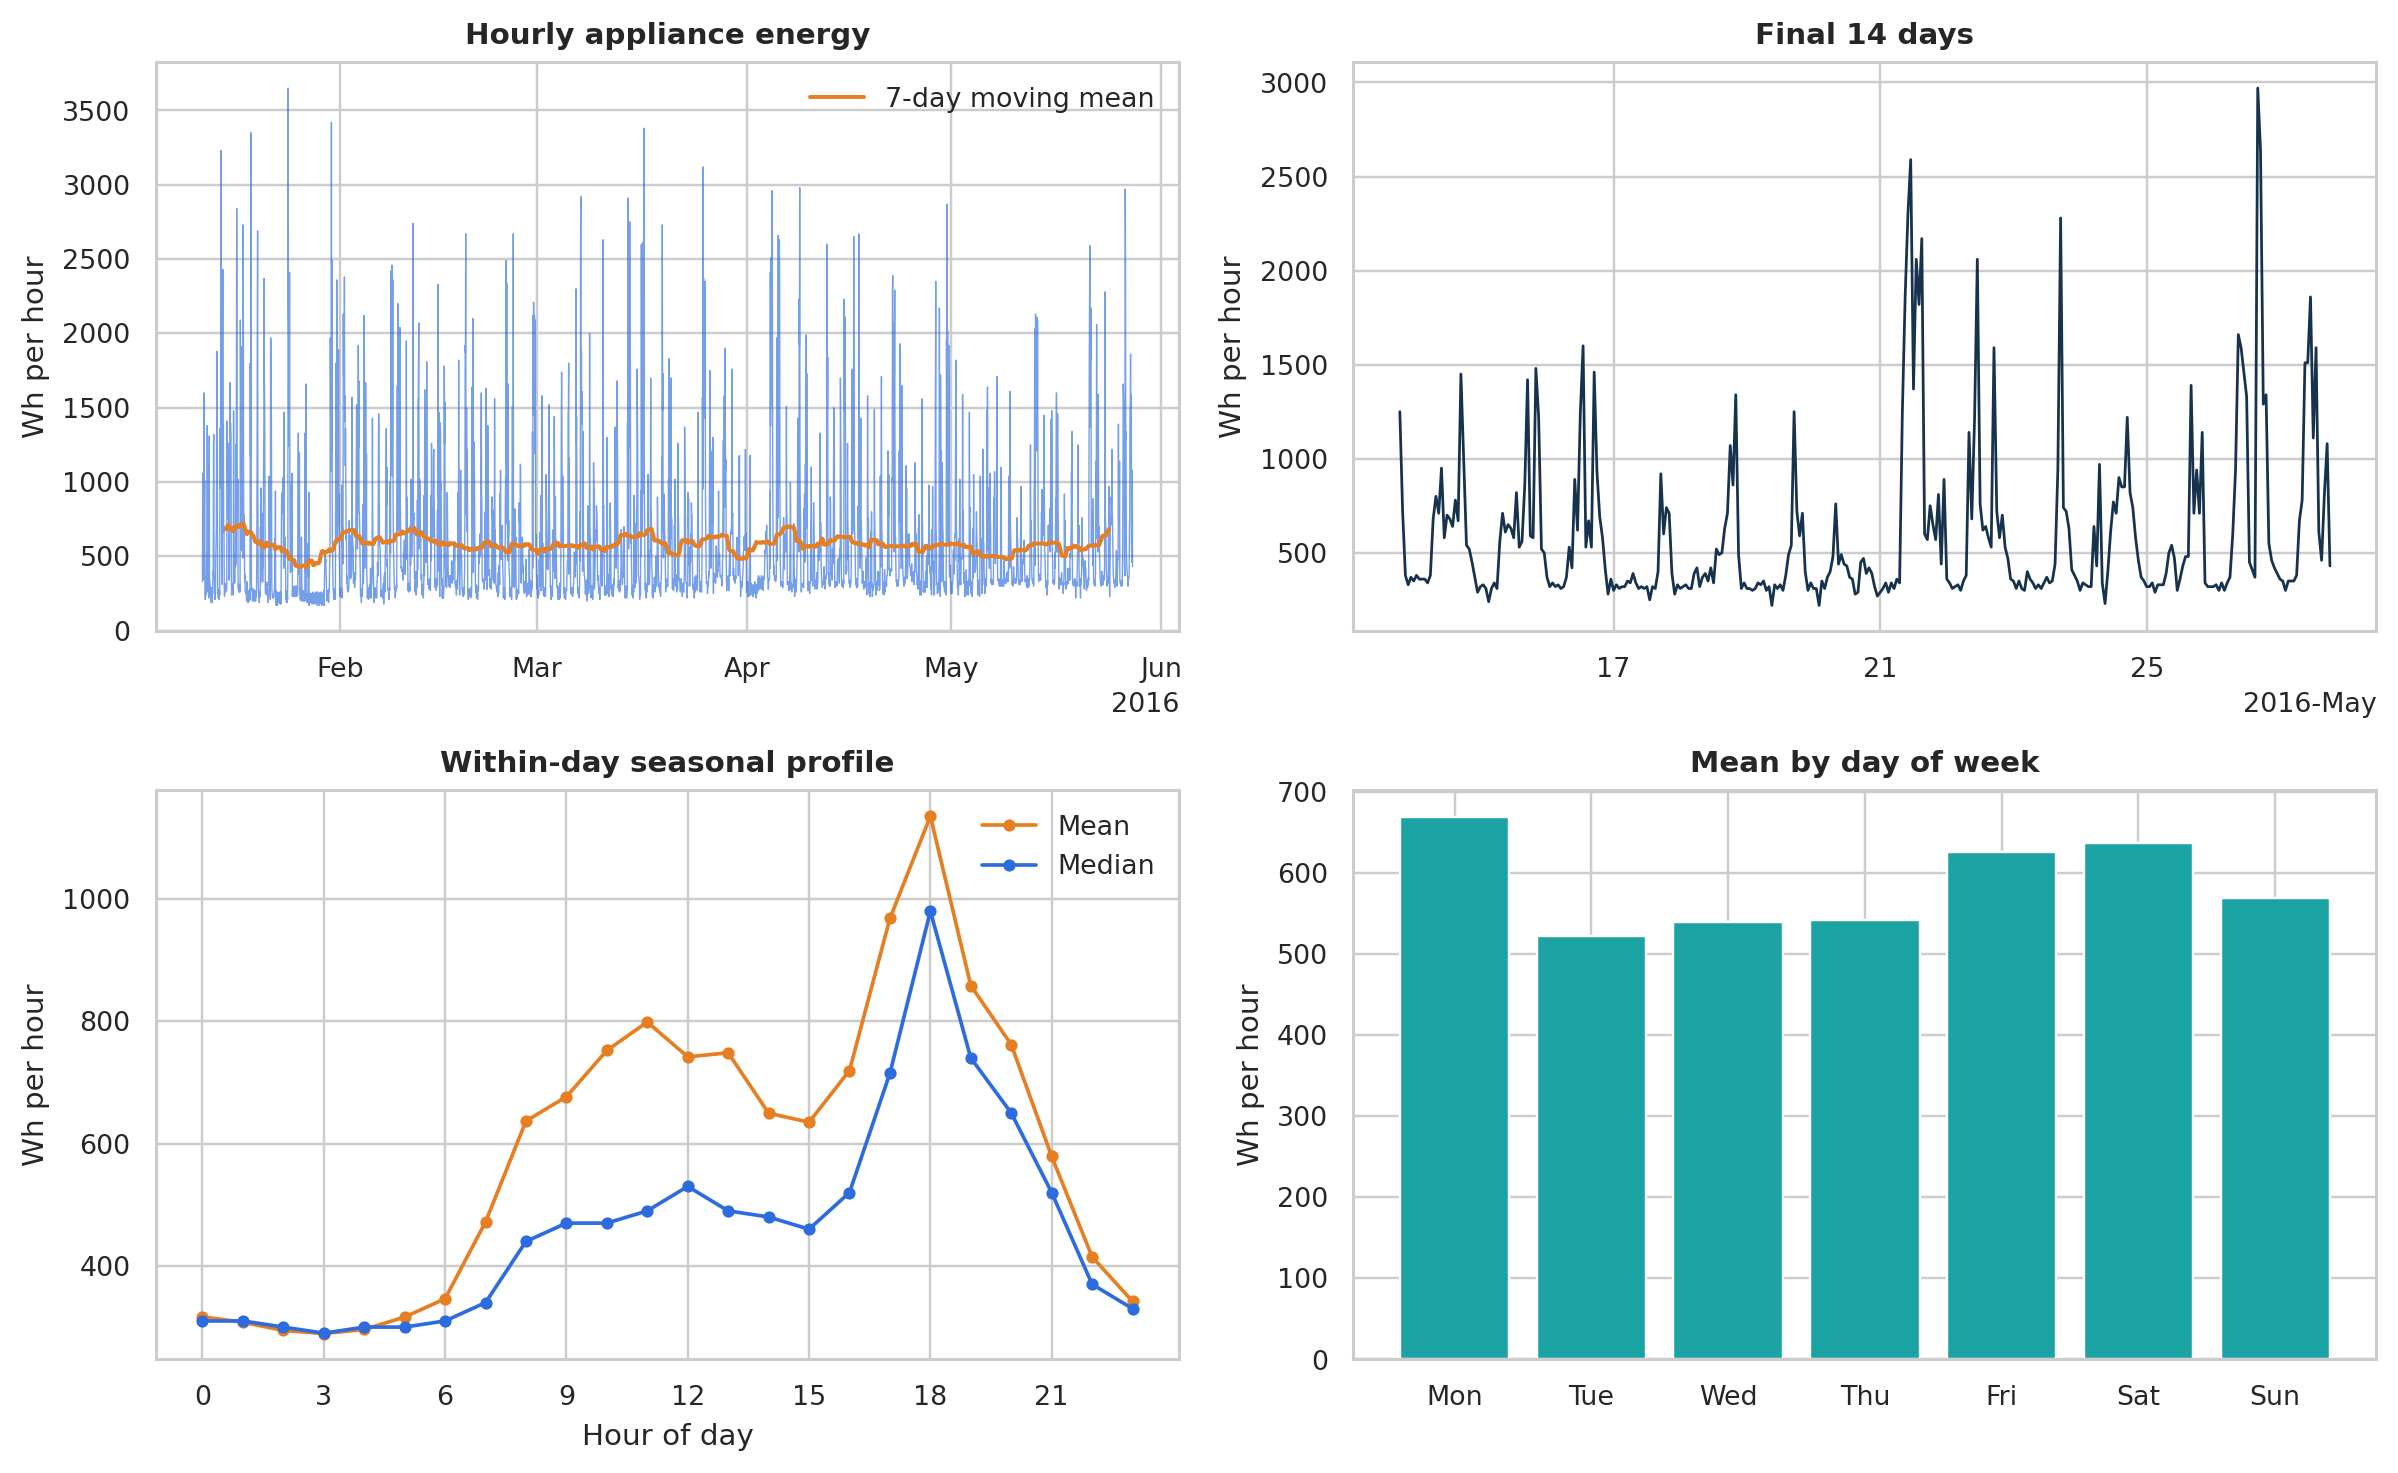 Hourly appliance energy
Wh per hour
3500
3000
2500
2000
1500
1000
500
0
7-day moving mean
Feb Mar Apr May Jun
2016
Final 14 days
Wh per hour
3000
2500
2000
1500
1000
500
17 21 25
2016-May
Within-day seasonal profile
Wh per hour
1000
800
600
400
Mean
Median
0 3 6 9 12 15 18 21
Hour of day
Mean by day of week
Wh per hour
700
600
500
400
300
200
100
0
Mon Tue Wed Thu Fri Sat Sun